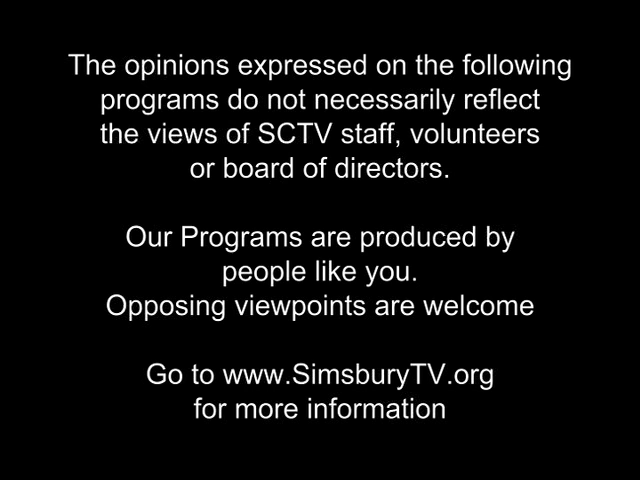 The opinions expressed on the following
programs do not necessarily reflect
the views of SCTV staff, volunteers
or board of directors.
Our Programs are produced by
people like you.
Opposing viewpoints are welcome
Go to www.SimsburyTV.org
for more information